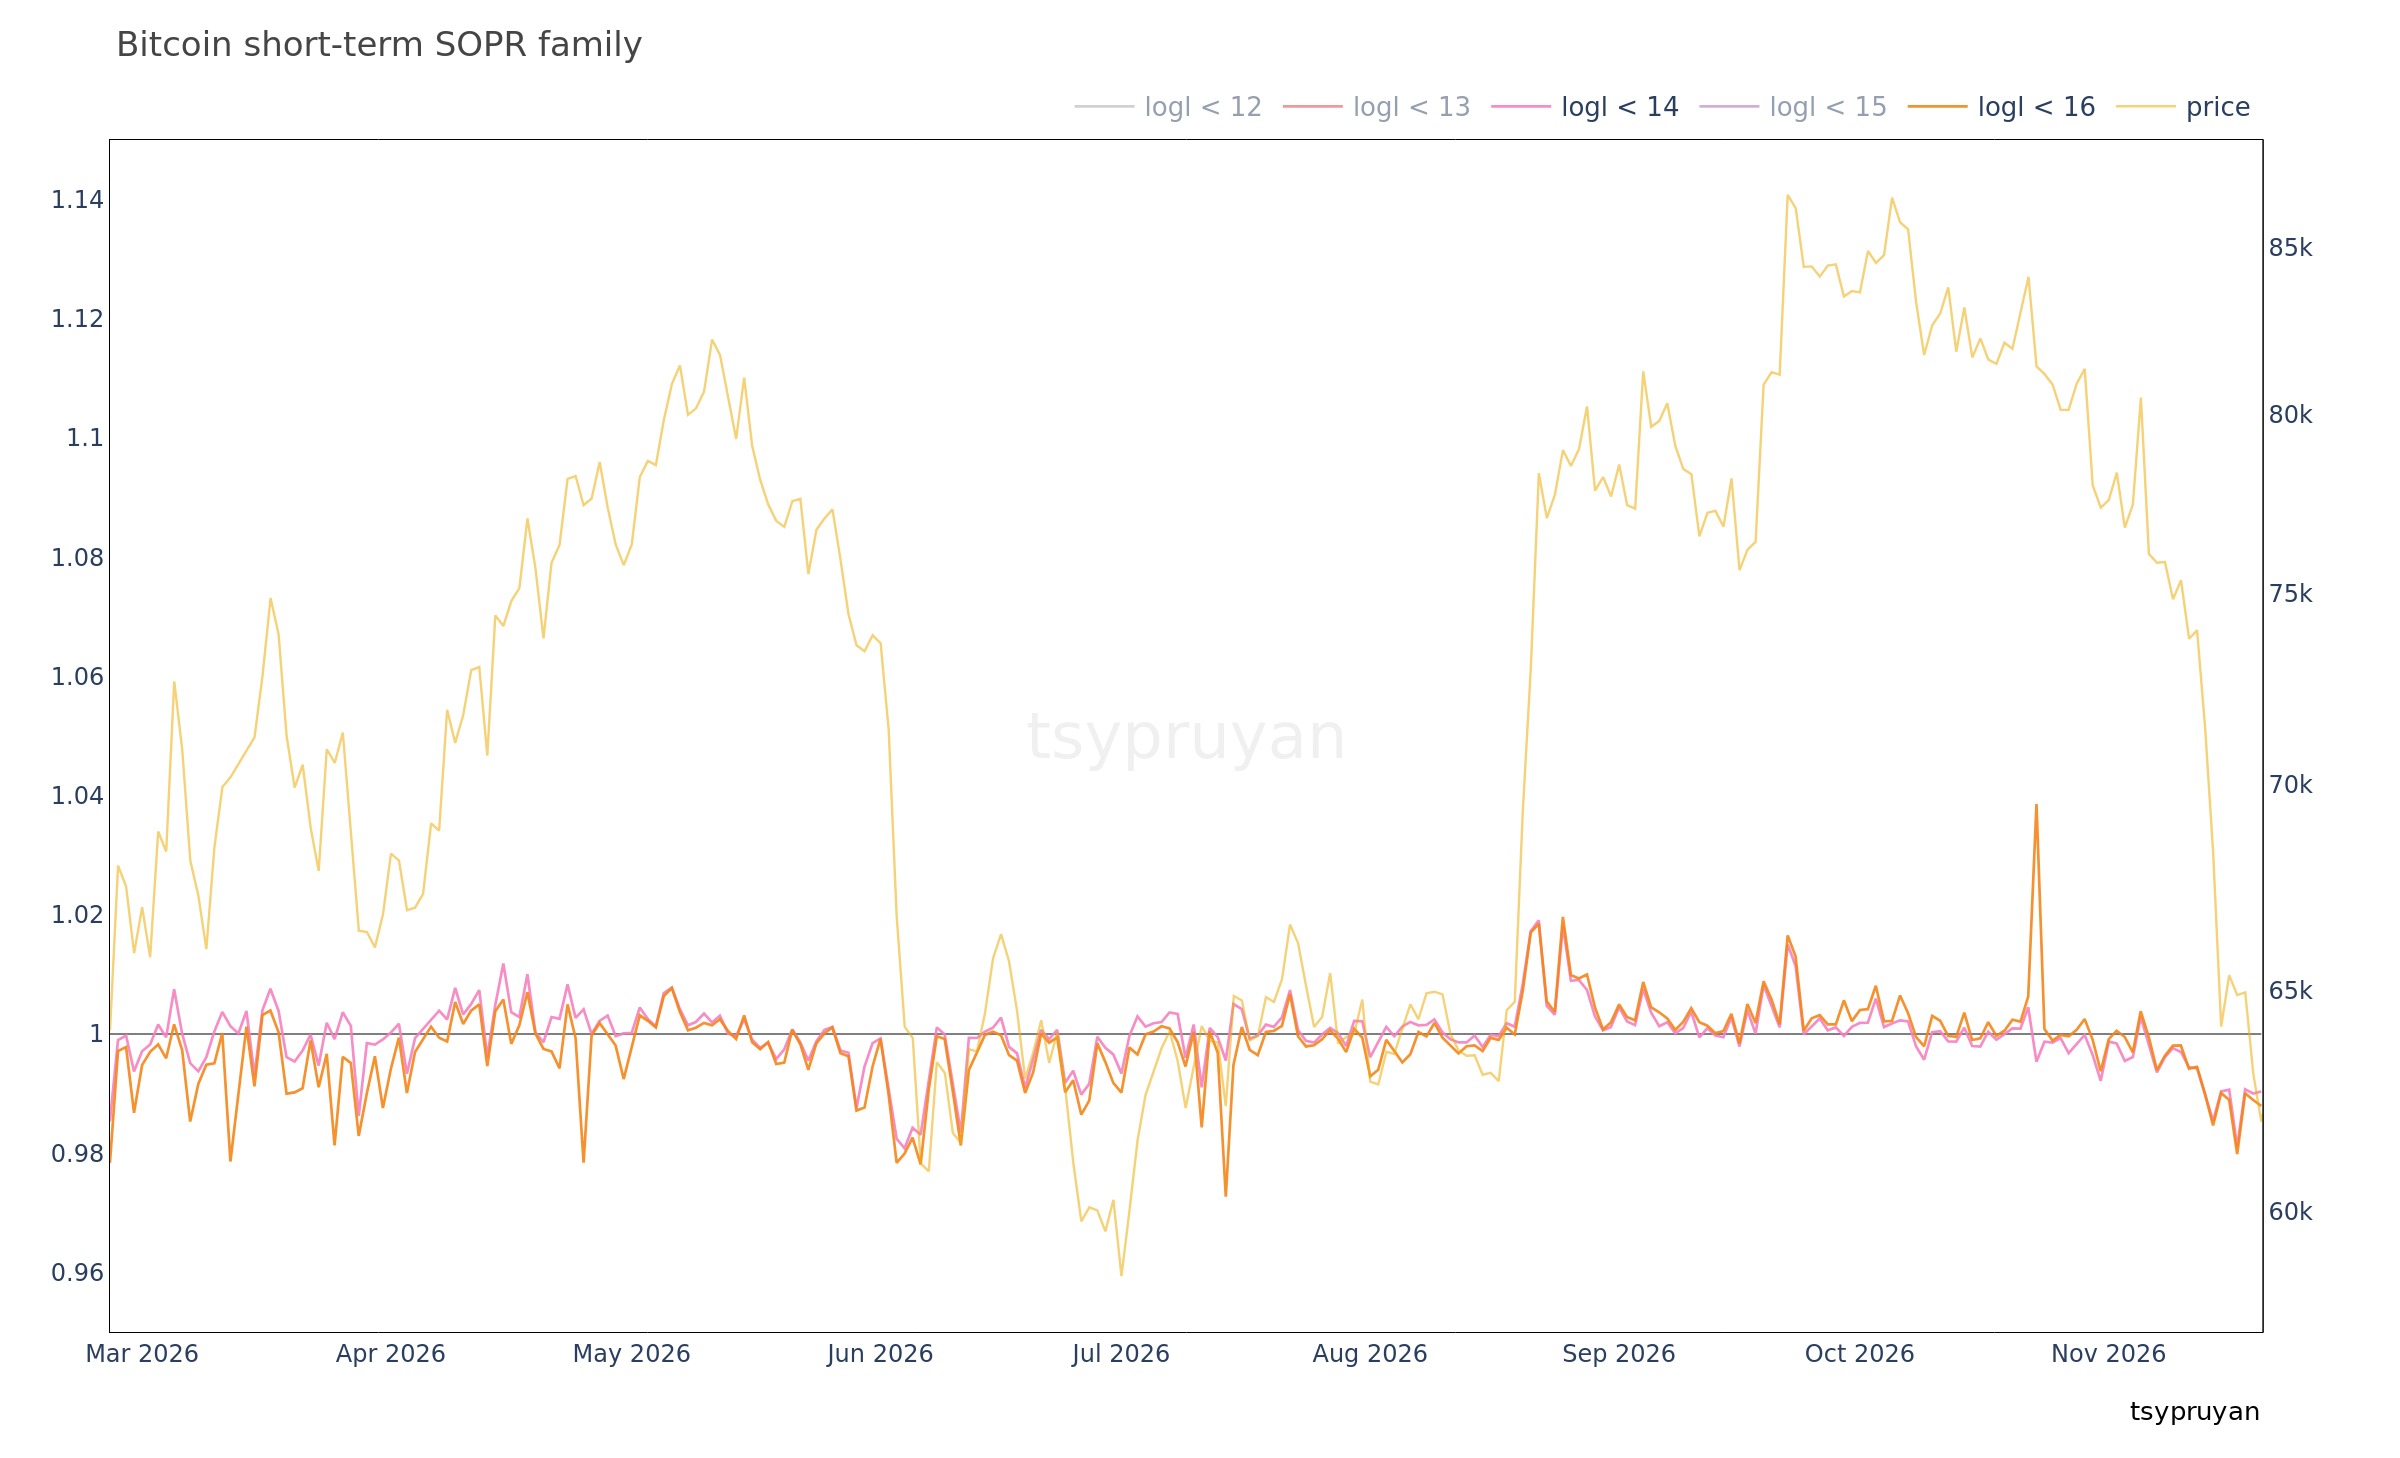 Bitcoin short-term SOPR family
logl < 12 logl < 13 logl < 14 logl < 15 logl < 16 price
1.14
1.12
1.1
1.08
1.06
1.04
1.02
1
0.98
0.96
85k
80k
75k
70k
65k
60k
tsypruyan
Mar 2026 Apr 2026 May 2026 Jun 2026 Jul 2026 Aug 2026 Sep 2026 Oct 2026 Nov 2026
tsypruyan